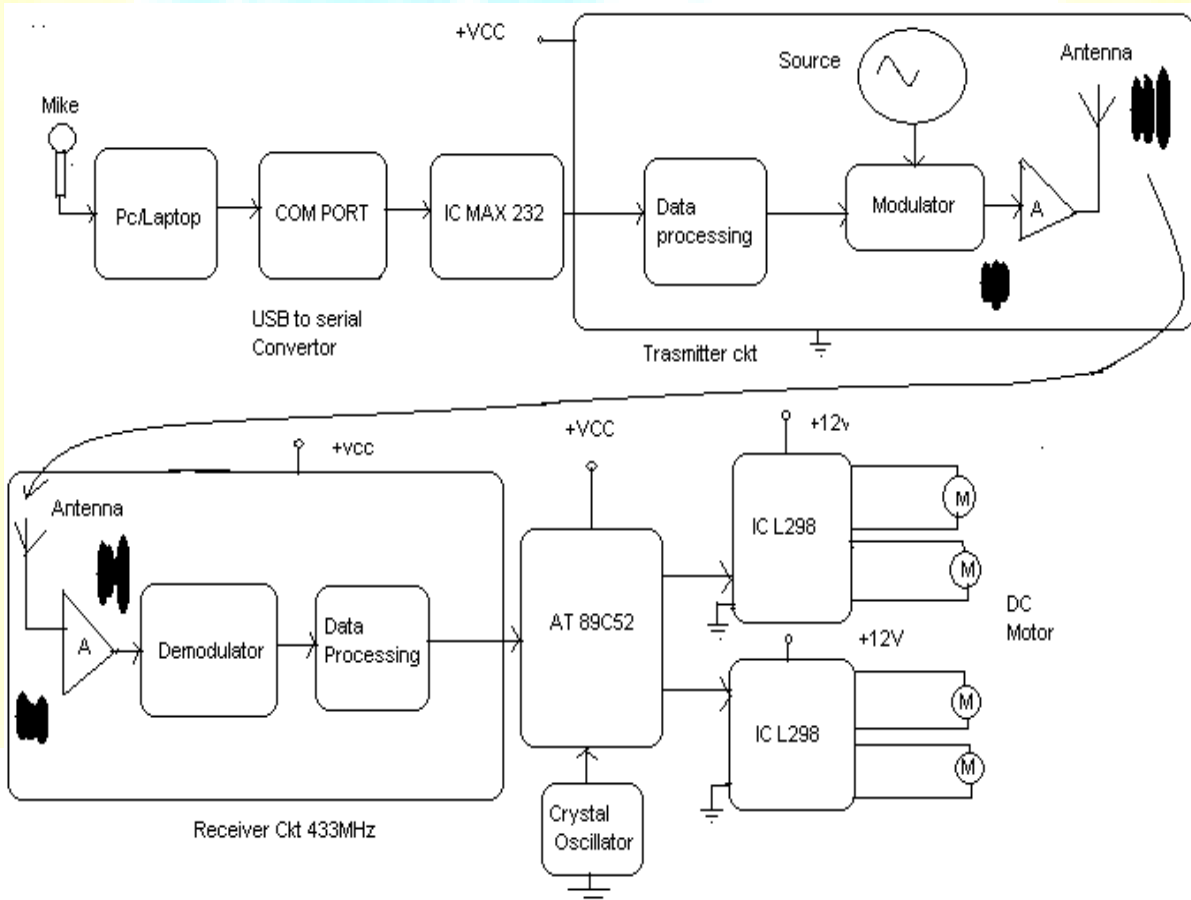 +VCC
Source
Antenna
Mike
Pc/Laptop
COM PORT
IC MAX 232
Data
processing
Modulator
A
USB to serial
Convertor
Trasmitter ckt
+vcc
+VCC
+12v
Antenna
IC L298
M
M
A
Demodulator
Data
Processing
AT 89C52
DC
Motor
+12V
IC L298
M
M
Crystal
Oscillator
Receiver Ckt 433MHz